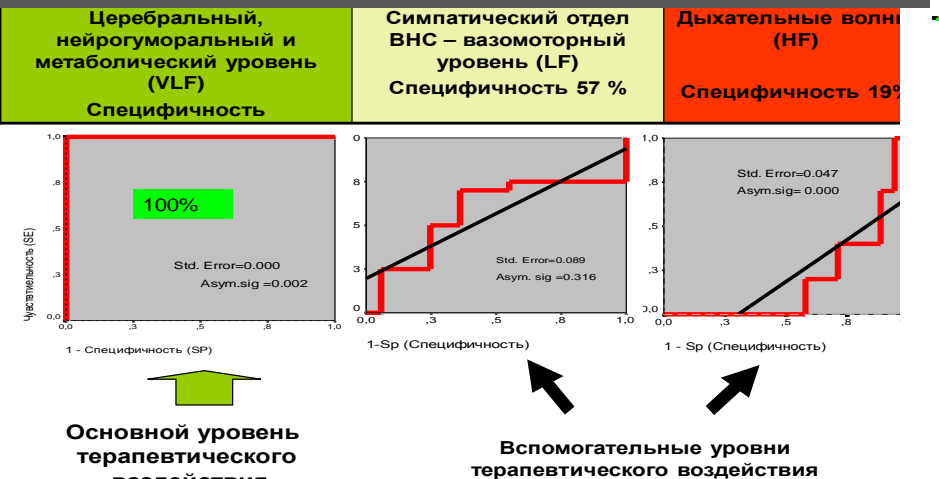 Церебральный,
нейрогуморальный и
метаболический уровень
(VLF)
Специфичность
Симпатический отдел
ВНС – вазомоторный
уровень (LF)
Специфичность 57 %
Дыхательные
(HF)
Специфичность 19%
1,0
,8
,5
,3
0,0
Чувстатиельность (SE)
100%
Std. Error=0.000
Asym.sig =0.002
0,0 ,3 ,5 ,8 1,0
1 - Специфичность (SP)
0
8
5
3
0
Std. Error=0.089
Asym. sig =0.316
0,0 ,3 ,5 ,8 1,0
1-Sp (Специфичность)
1,0
,8
,5
,3
0,0
Std. Error=0.047
Asym.sig= 0.000
0,0 ,3 ,5 ,8
1 - Sp (Специфичность)
Основной уровень
терапевтического
Вспомогательные уровни
терапевтического воздействия